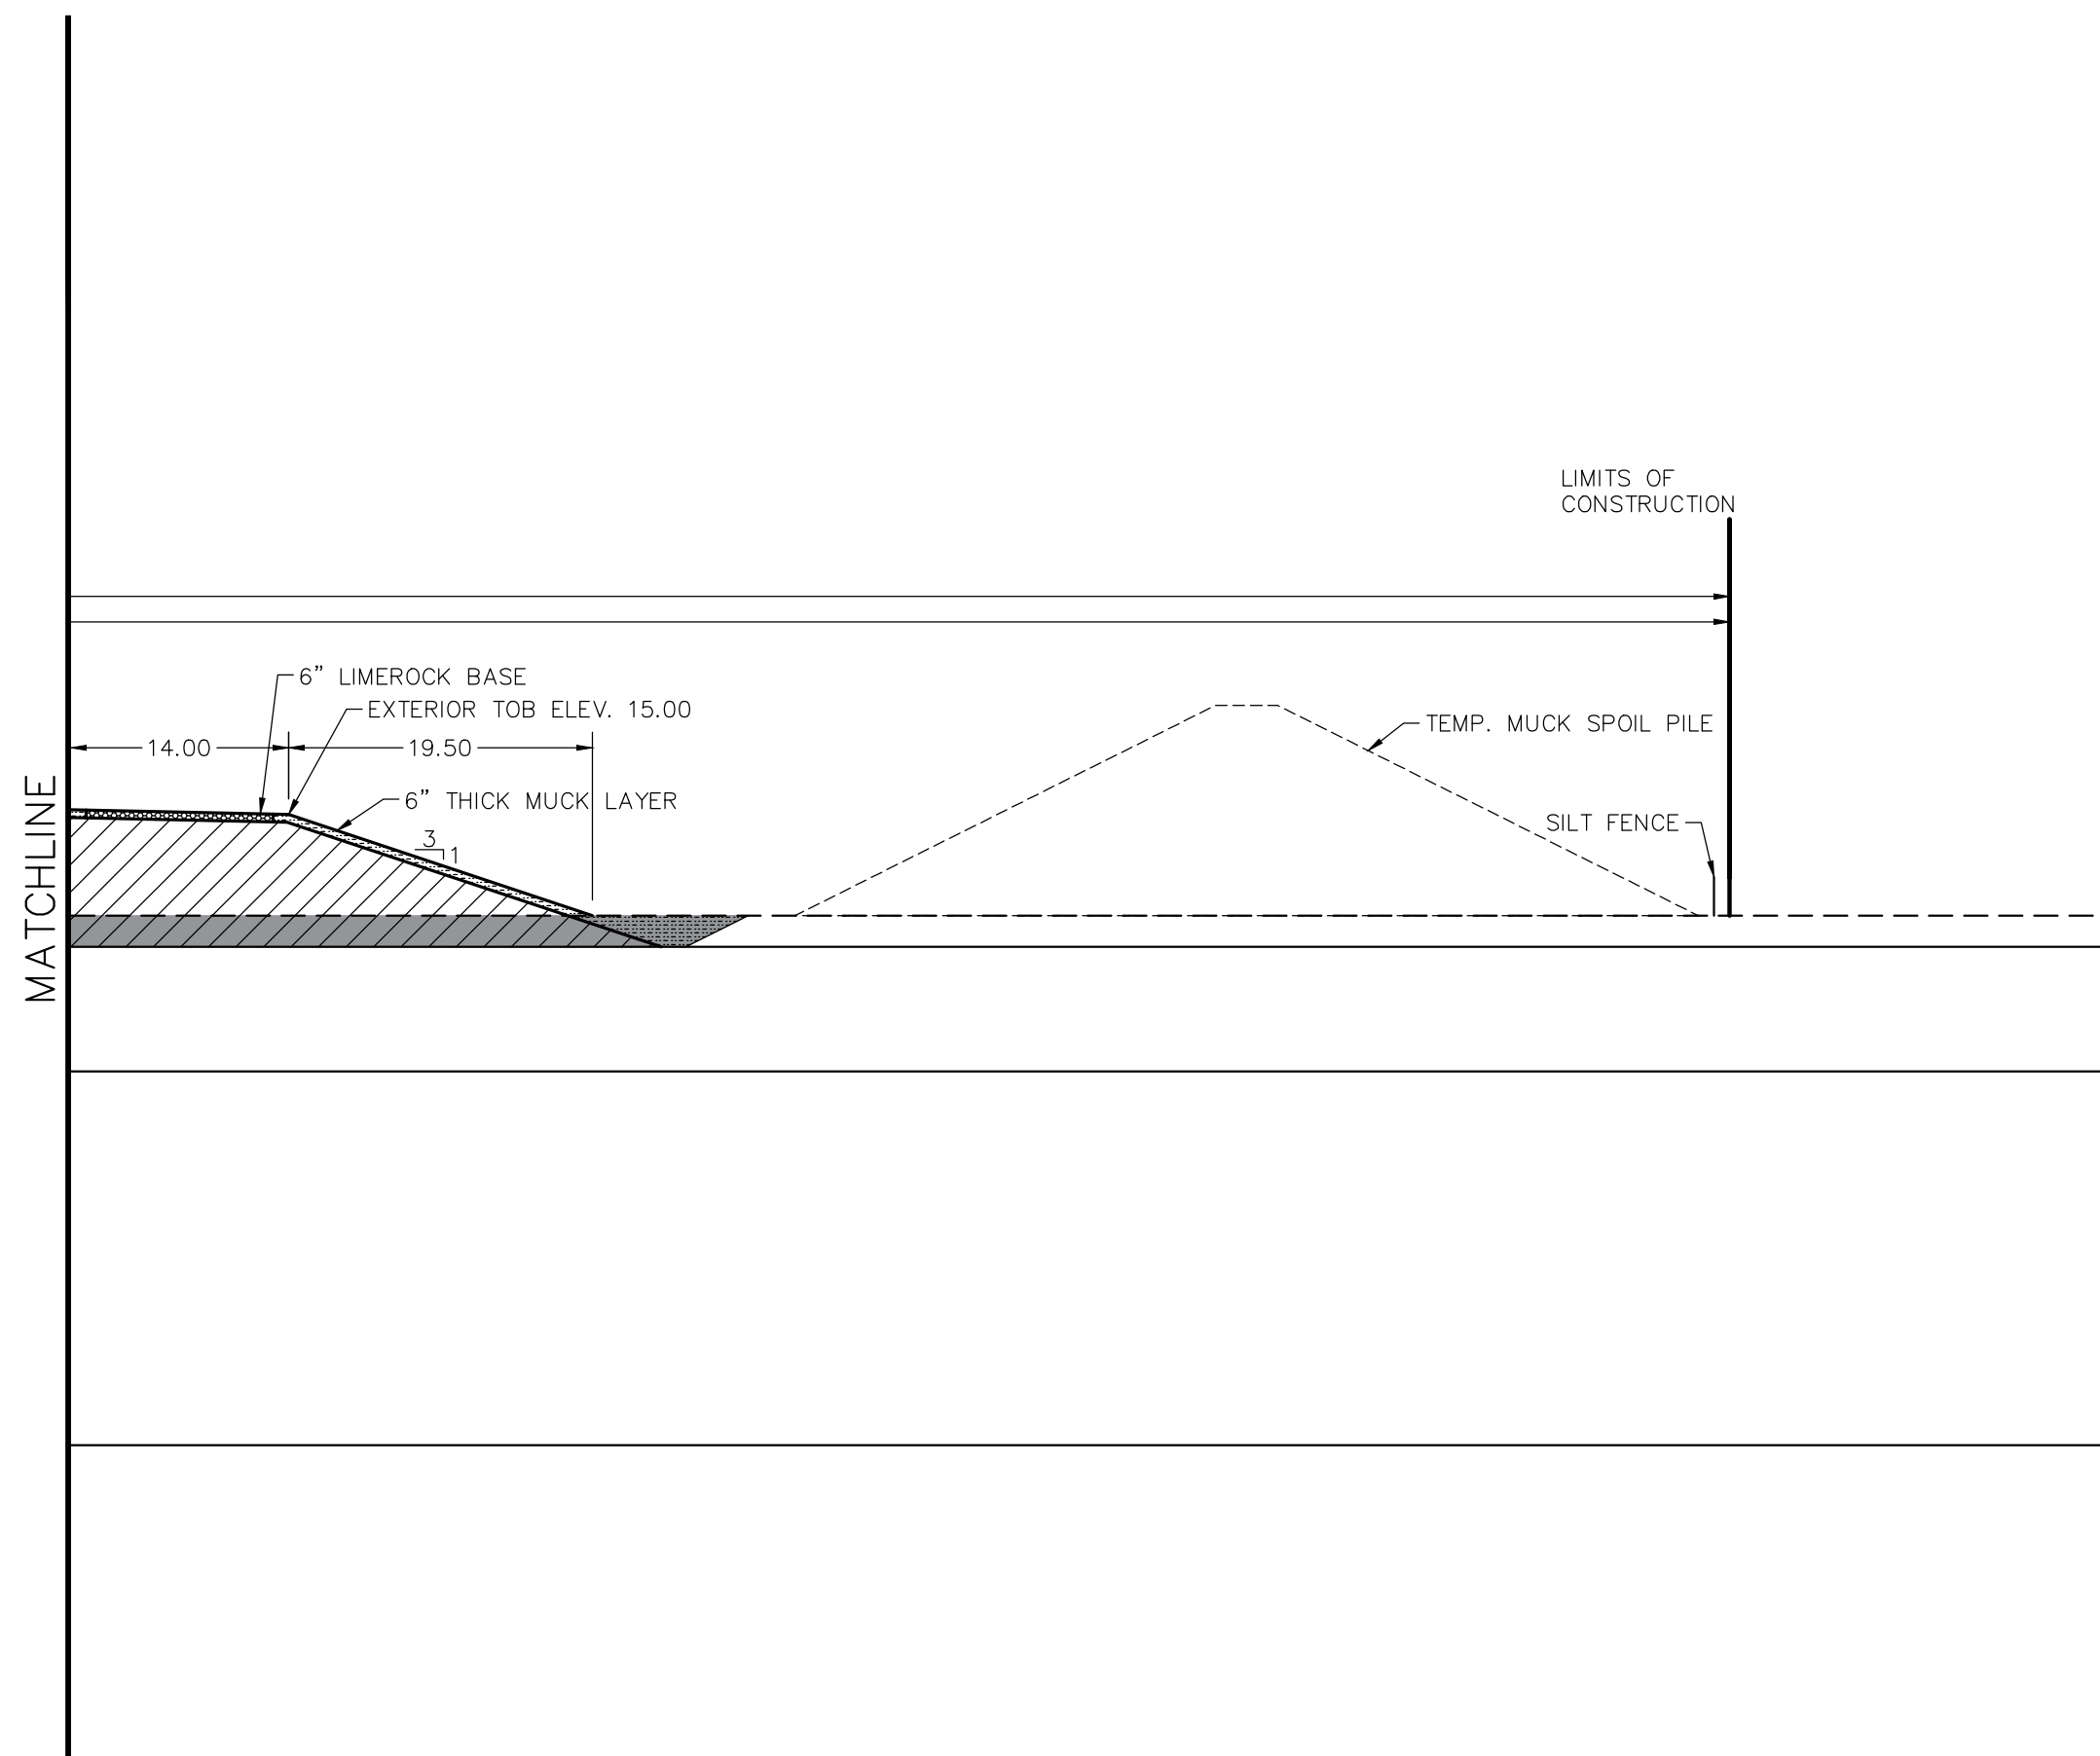 LIMITS OF
CONSTRUCTION
6” LIMEROCK BASE
EXTERIOR TOB ELEV. 15.00
TEMP. MUCK SPOIL PILE
14.00
19.50
6” THICK MUCK LAYER
SILT FENCE
3
1
MATCHLINE